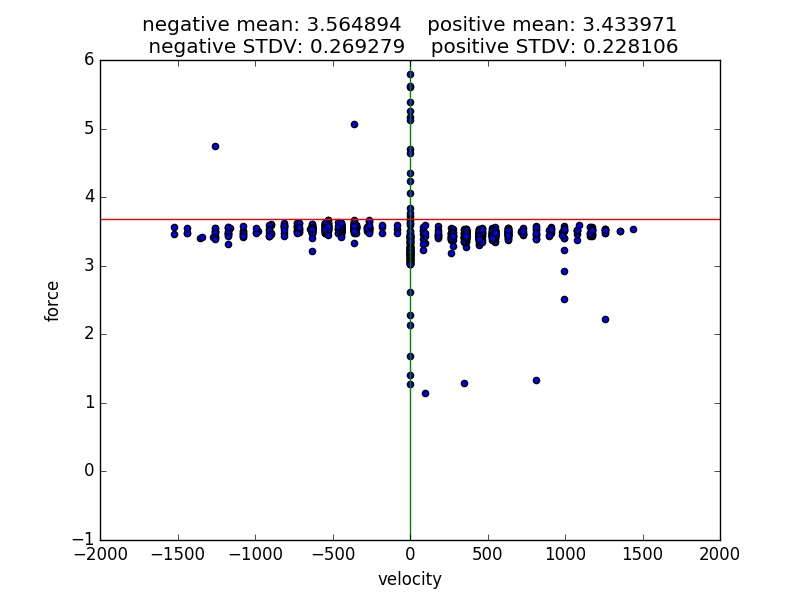 negative mean: 3.564894    positive mean: 3.433971
negative STDV: 0.269279    positive STDV: 0.228106
6
5
4
3
2
1
0
−1
force
−2000 −1500 −1000 −500 0 500 1000 1500 2000
velocity